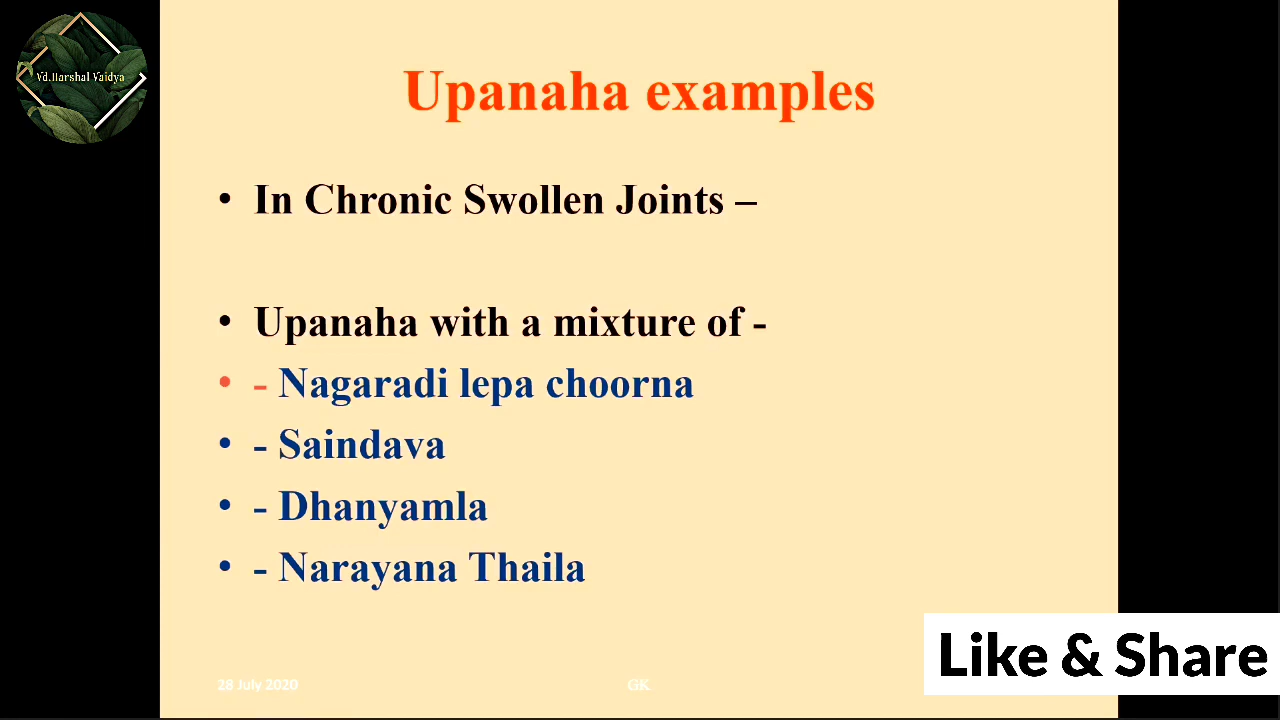 Vd.Harshal Vaidya
Upanaha examples
• In Chronic Swollen Joints –
• Upanaha with a mixture of -
• - Nagaradi lepa choorna
• - Saindava
• - Dhanyamla
• - Narayana Thaila
28 July 2020
GK
Like & Share